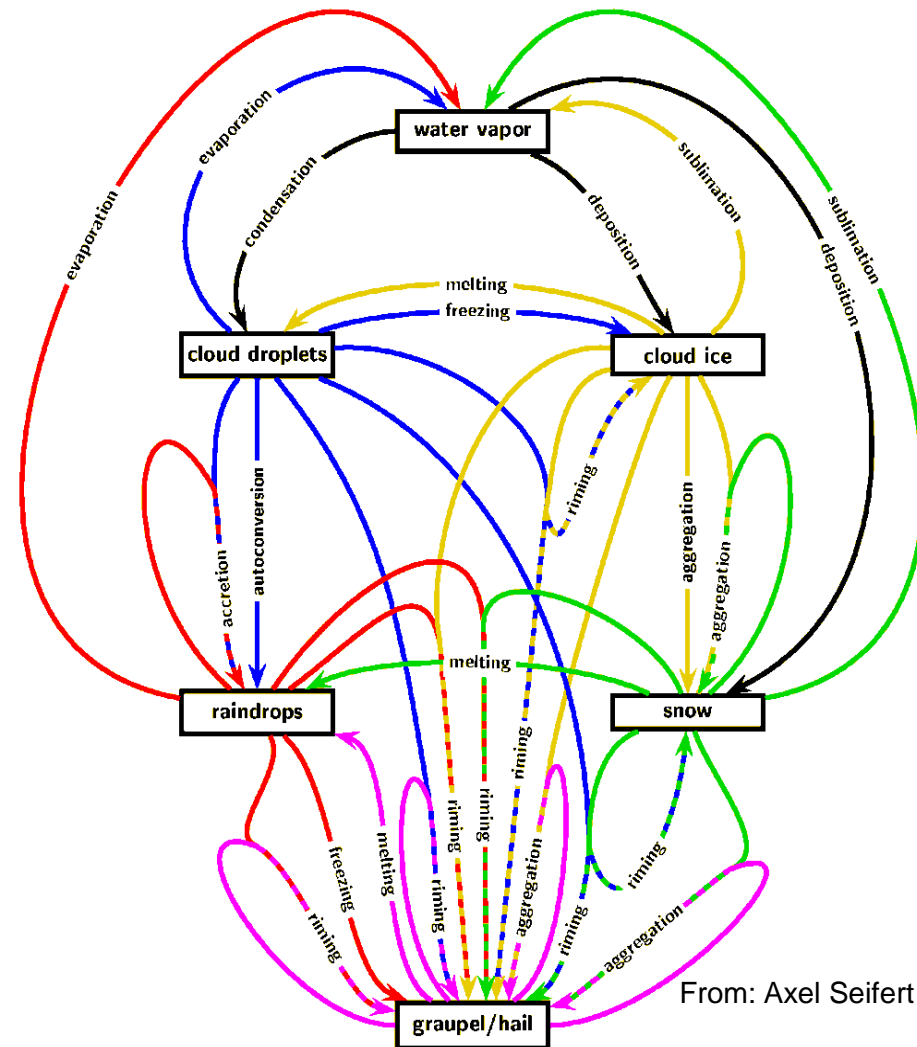 water vapor
evaporation
evaporation
condensation
deposition
sublimation
sublimation
deposition
melting
freezing
cloud droplets
cloud ice
riming
accretion
autoconversion
aggregation
aggregation
melting
raindrops
snow
riming
riming
riming
freezing
melting
riming
riming
aggregation
riming
riming
aggregation
graupel/hail
From: Axel Seifert